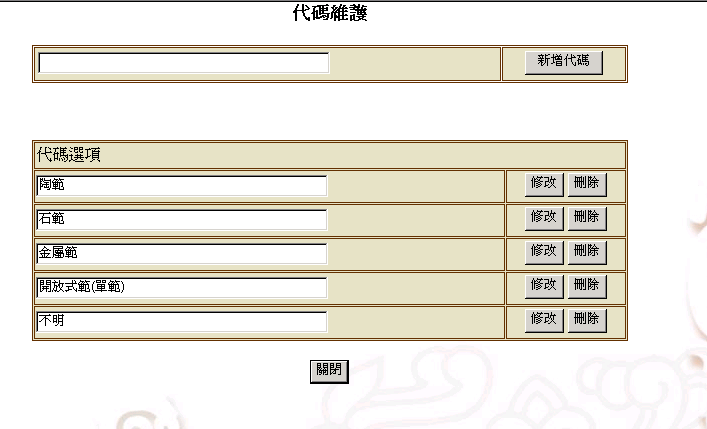 代碼維護
新增代碼
代碼選項
陶範 修改 刪除
石範 修改 刪除
金屬範 修改 刪除
開放式範(單範) 修改 刪除
不明 修改 刪除
關閉